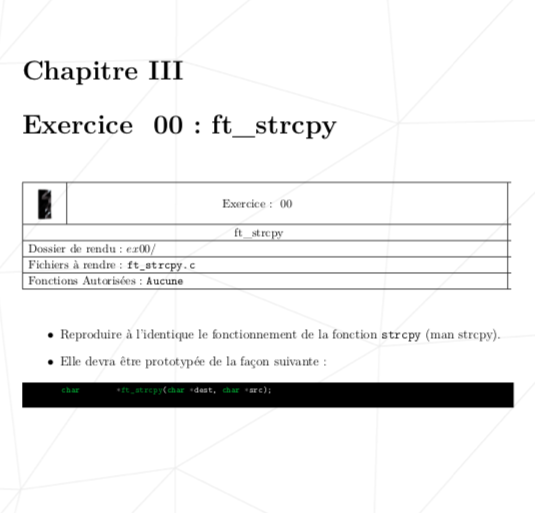 Chapitre III
Exercice 00 : ft_strcpy
Exercice : 00
ft_strcpy
Dossier de rendu : ex00/
Fichiers à rendre : ft_strcpy.c
Fonctions Autorisées : Aucune
• Reproduire à l'identique le fonctionnement de la fonction strcpy (man strcpy).
• Elle devra être prototypée de la façon suivante :
char *ft_strcpy(char *dest, char *src);